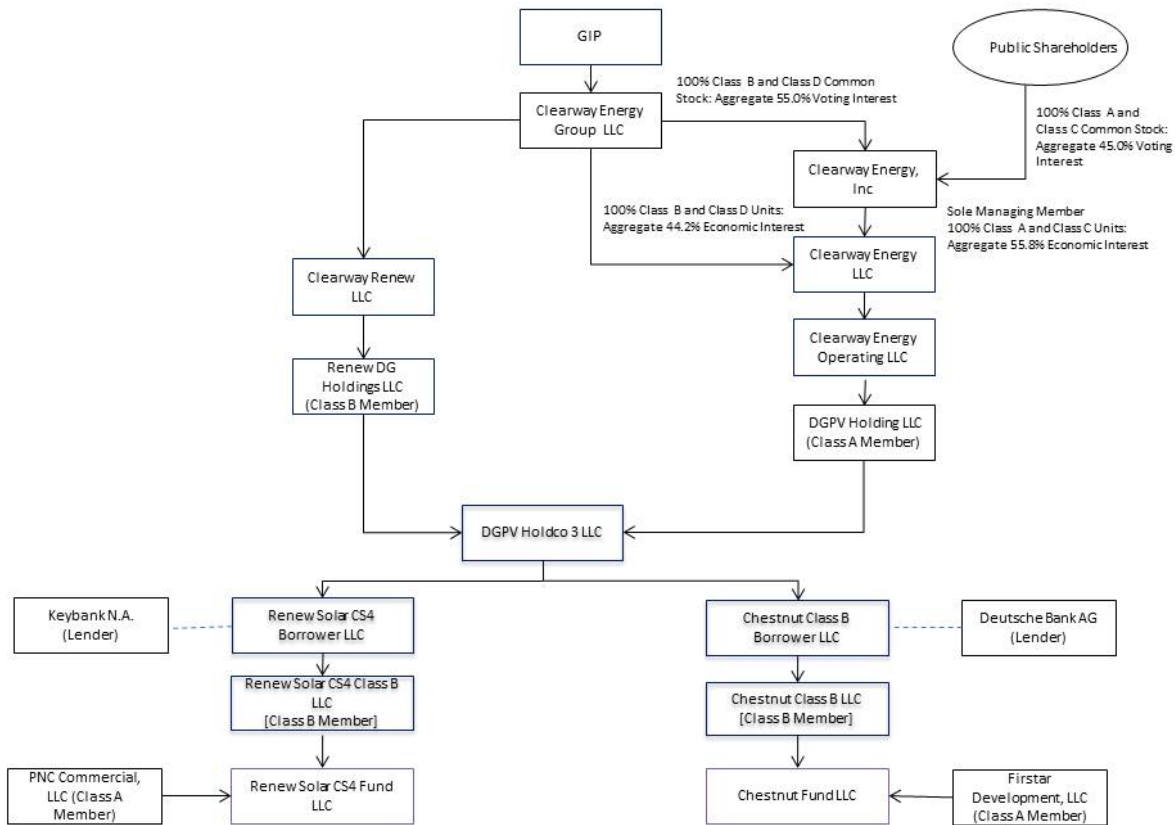 GIP
Public Shareholders
100% Class B and Class D Common
Stock: Aggregate 55.0% Voting Interest
Clearway Energy
Group LLC
100% Class A and
Class C Common Stock:
Aggregate 45.0% Voting
Interest
Clearway Energy,
Inc
100% Class B and Class D Units:
Aggregate 44.2% Economic Interest
Sole Managing Member
100% Class A and Class C Units:
Aggregate 55.8% Economic Interest
Clearway Energy
LLC
Clearway Renew
LLC
Clearway Energy
Operating LLC
Renew DG
Holdings LLC
(Class B Member)
DGPV Holding LLC
(Class A Member)
DGPV Holdco 3 LLC
Keybank N.A.
(Lender)
Renew Solar CS4
Borrower LLC
Chestnut Class B
Borrower LLC
Deutsche Bank AG
(Lender)
Renew Solar CS4 Class B
LLC
[Class B Member]
Chestnut Class B LLC
[Class B Member]
PNC Commercial,
LLC (Class A
Member)
Renew Solar CS4 Fund
LLC
Chestnut Fund LLC
Firstar
Development, LLC
(Class A Member)